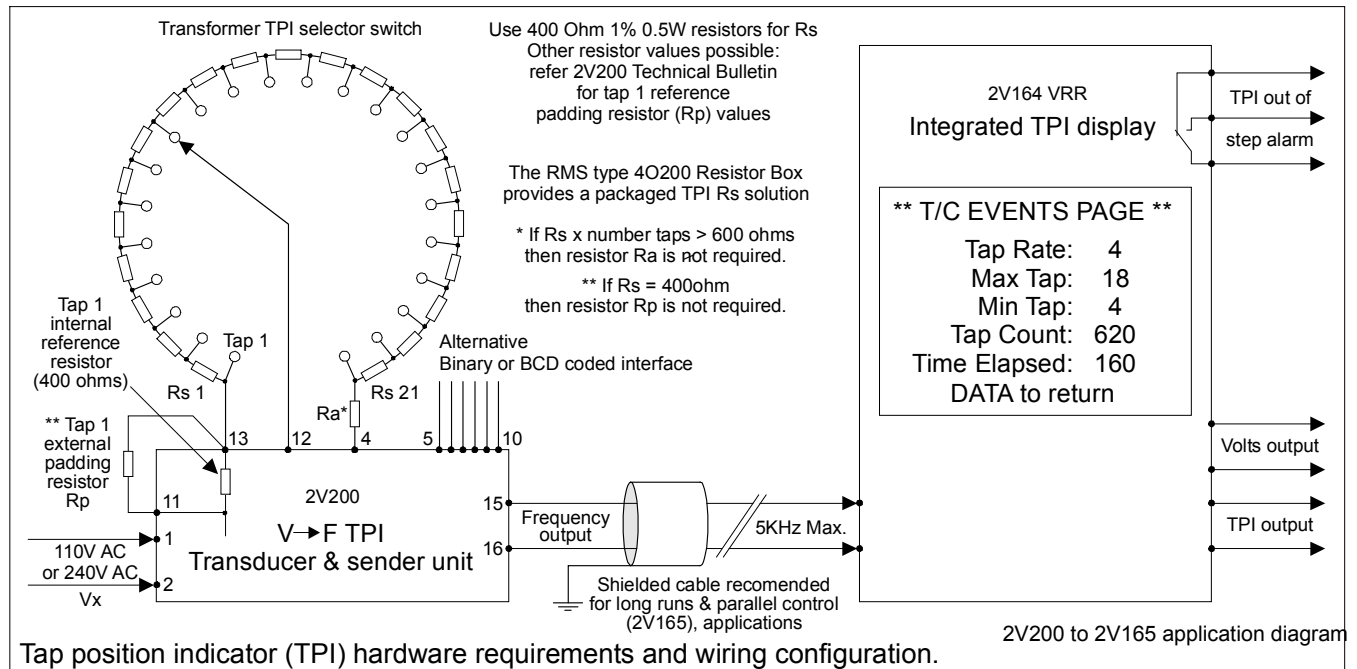 Transformer TPI selector switch
Use 400 Ohm 1% 0.5W resistors for Rs
Other resistor values possible:
refer 2V200 Technical Bulletin
for tap 1 reference
padding resistor (Rp) values
The RMS type 4O200 Resistor Box
provides a packaged TPI Rs solution
* If Rs x number taps > 600 ohms
then resistor Ra is not required.
** If Rs = 400ohm
then resistor Rp is not required.
2V164 VRR
Integrated TPI display
TPI out of
step alarm
** T/C EVENTS PAGE **
Tap Rate: 4
Max Tap: 18
Min Tap: 4
Tap Count: 620
Time Elapsed: 160
DATA to return
Tap 1
internal
reference
resistor
(400 ohms)
Tap 1
Rs 1
Rs 21
Ra*
Alternative
Binary or BCD coded interface
** Tap 1
external
padding
resistor
Rp
13
12
4
5
10
11
1
2
15
16
2V200
V F TPI
Transducer & sender unit
110V AC
or 240V AC
Vx
Frequency
output
5KHz Max.
Shielded cable recomended
for long runs & parallel control
(2V165), applications
Volts output
TPI output
2V200 to 2V165 application diagram
Tap position indicator (TPI) hardware requirements and wiring configuration.